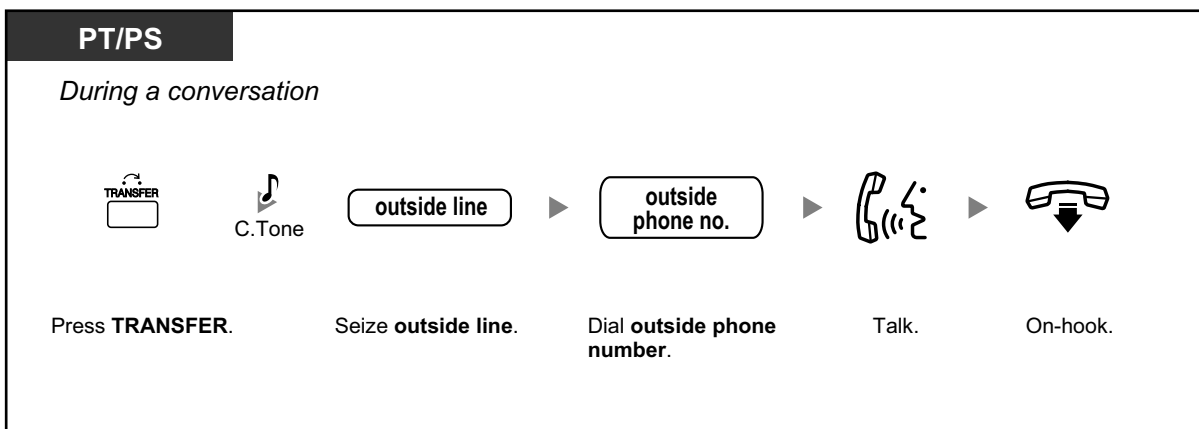 PT/PS
During a conversation
TRANSFER
C.Tone
outside line
outside
phone no.
Press TRANSFER.
Seize outside line.
Dial outside phone
number.
Talk.
On-hook.